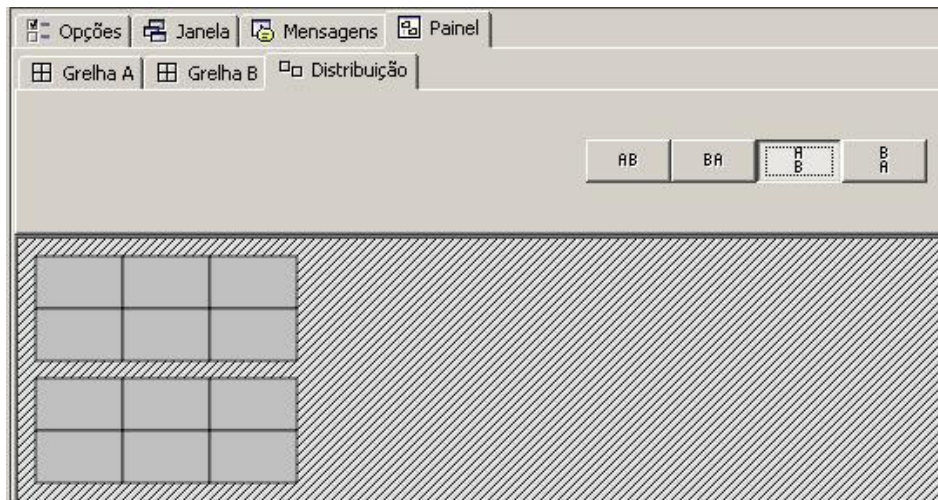 Opções Janela Mensagens Painel
Grelha A Grelha B Distribuição
AB BA A B B A